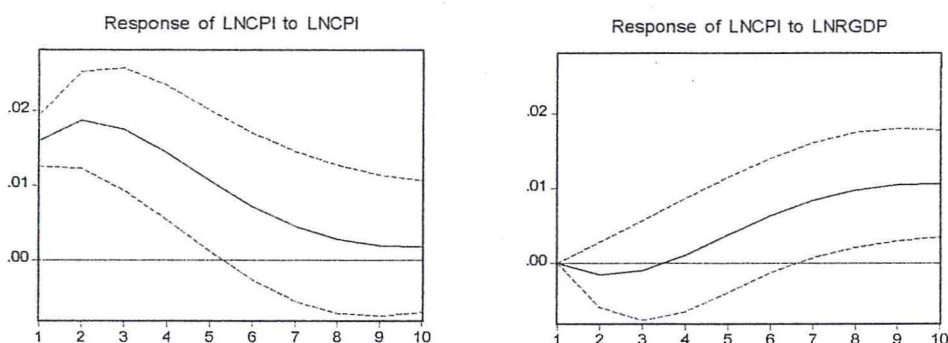 Response of LNCPI to LNCPI
.02
.01
.00
1 2 3 4 5 6 7 8 9 10
Response of LNCPI to LNRGDP
.02
.01
.00
1 2 3 4 5 6 7 8 9 10